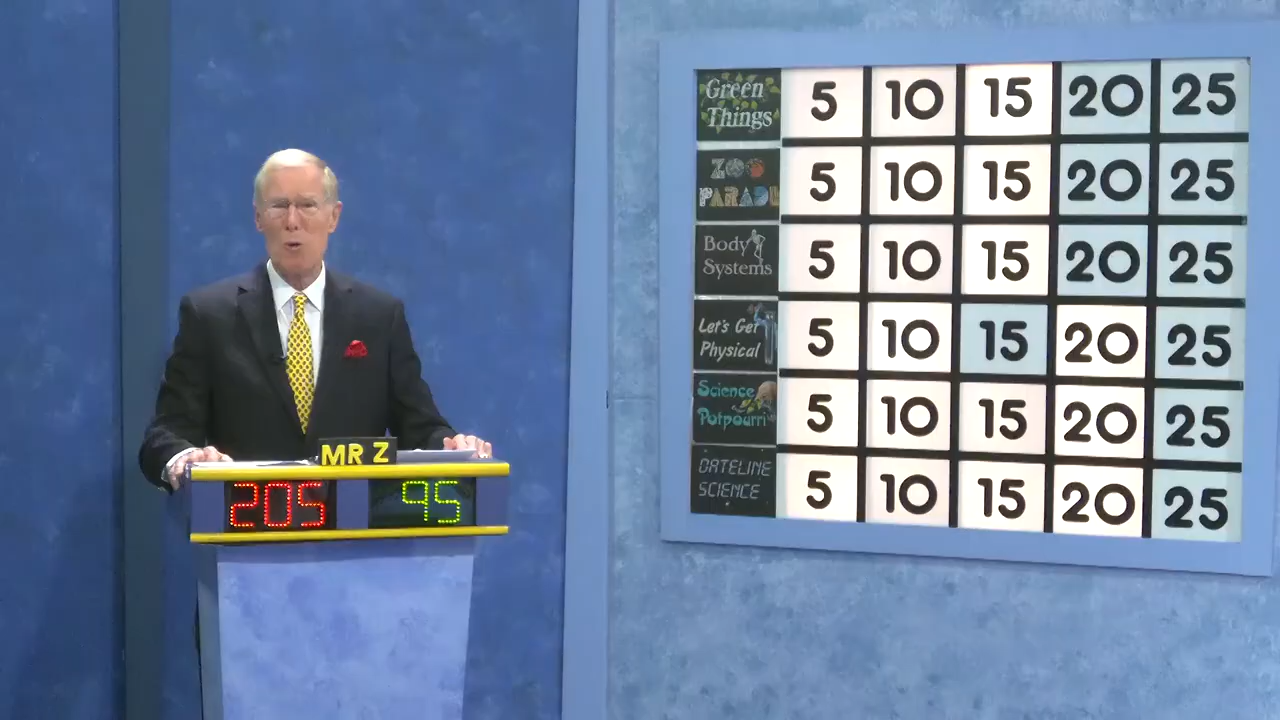 Green Things 5 10 15 20 25
ZOO PARADE 5 10 15 20 25
Body Systems 5 10 15 20 25
Let's Get Physical 5 10 15 20 25
Science Potpourri 5 10 15 20 25
DATELINE SCIENCE 5 10 15 20 25
MR Z
205 95